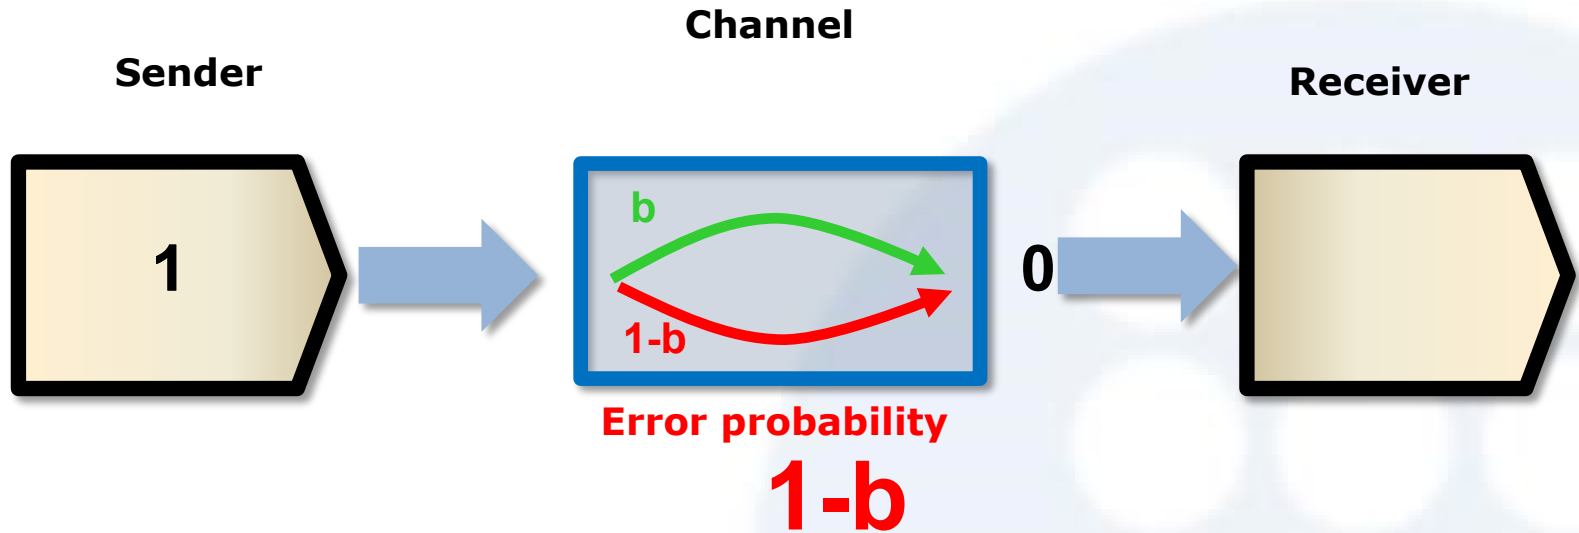 Channel
Sender
Receiver
b
1
0
1-b
Error probability
1-b